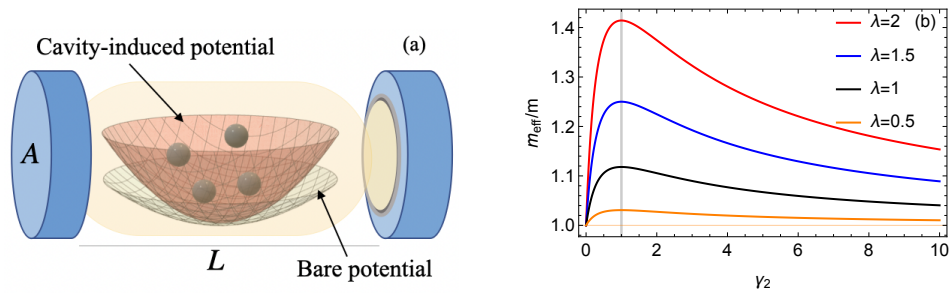 Cavity-induced potential
(a)
A
L
Bare potential
(b)
λ=2
λ=1.5
λ=1
λ=0.5
m_eff/m
1.4
1.3
1.2
1.1
1.0
0 2 4 6 8 10
γ₂